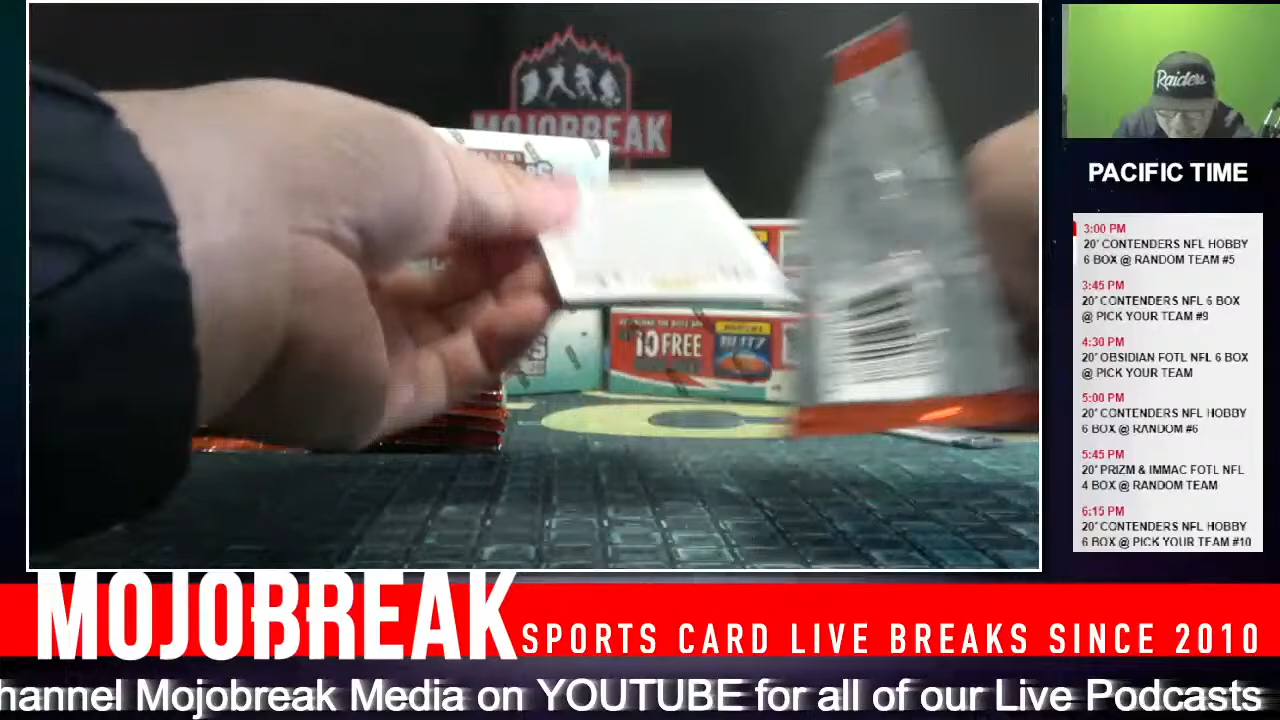 MOJOBREAK
Raiders
10 FREE
BLITZ
PACIFIC TIME
3:00 PM
20' CONTENDERS NFL HOBBY
6 BOX @ RANDOM TEAM #5
3:45 PM
20' CONTENDERS NFL 6 BOX
@ PICK YOUR TEAM #9
4:30 PM
20' OBSIDIAN FOTL NFL 6 BOX
@ PICK YOUR TEAM
5:00 PM
20' CONTENDERS NFL HOBBY
6 BOX @ RANDOM #6
5:45 PM
20' PRIZM & IMMAC FOTL NFL
4 BOX @ RANDOM TEAM
6:15 PM
20' CONTENDERS NFL HOBBY
6 BOX @ PICK YOUR TEAM #10
MOJOBREAK
SPORTS CARD LIVE BREAKS SINCE 2010
hannel Mojobreak Media on YOUTUBE for all of our Live Podcasts